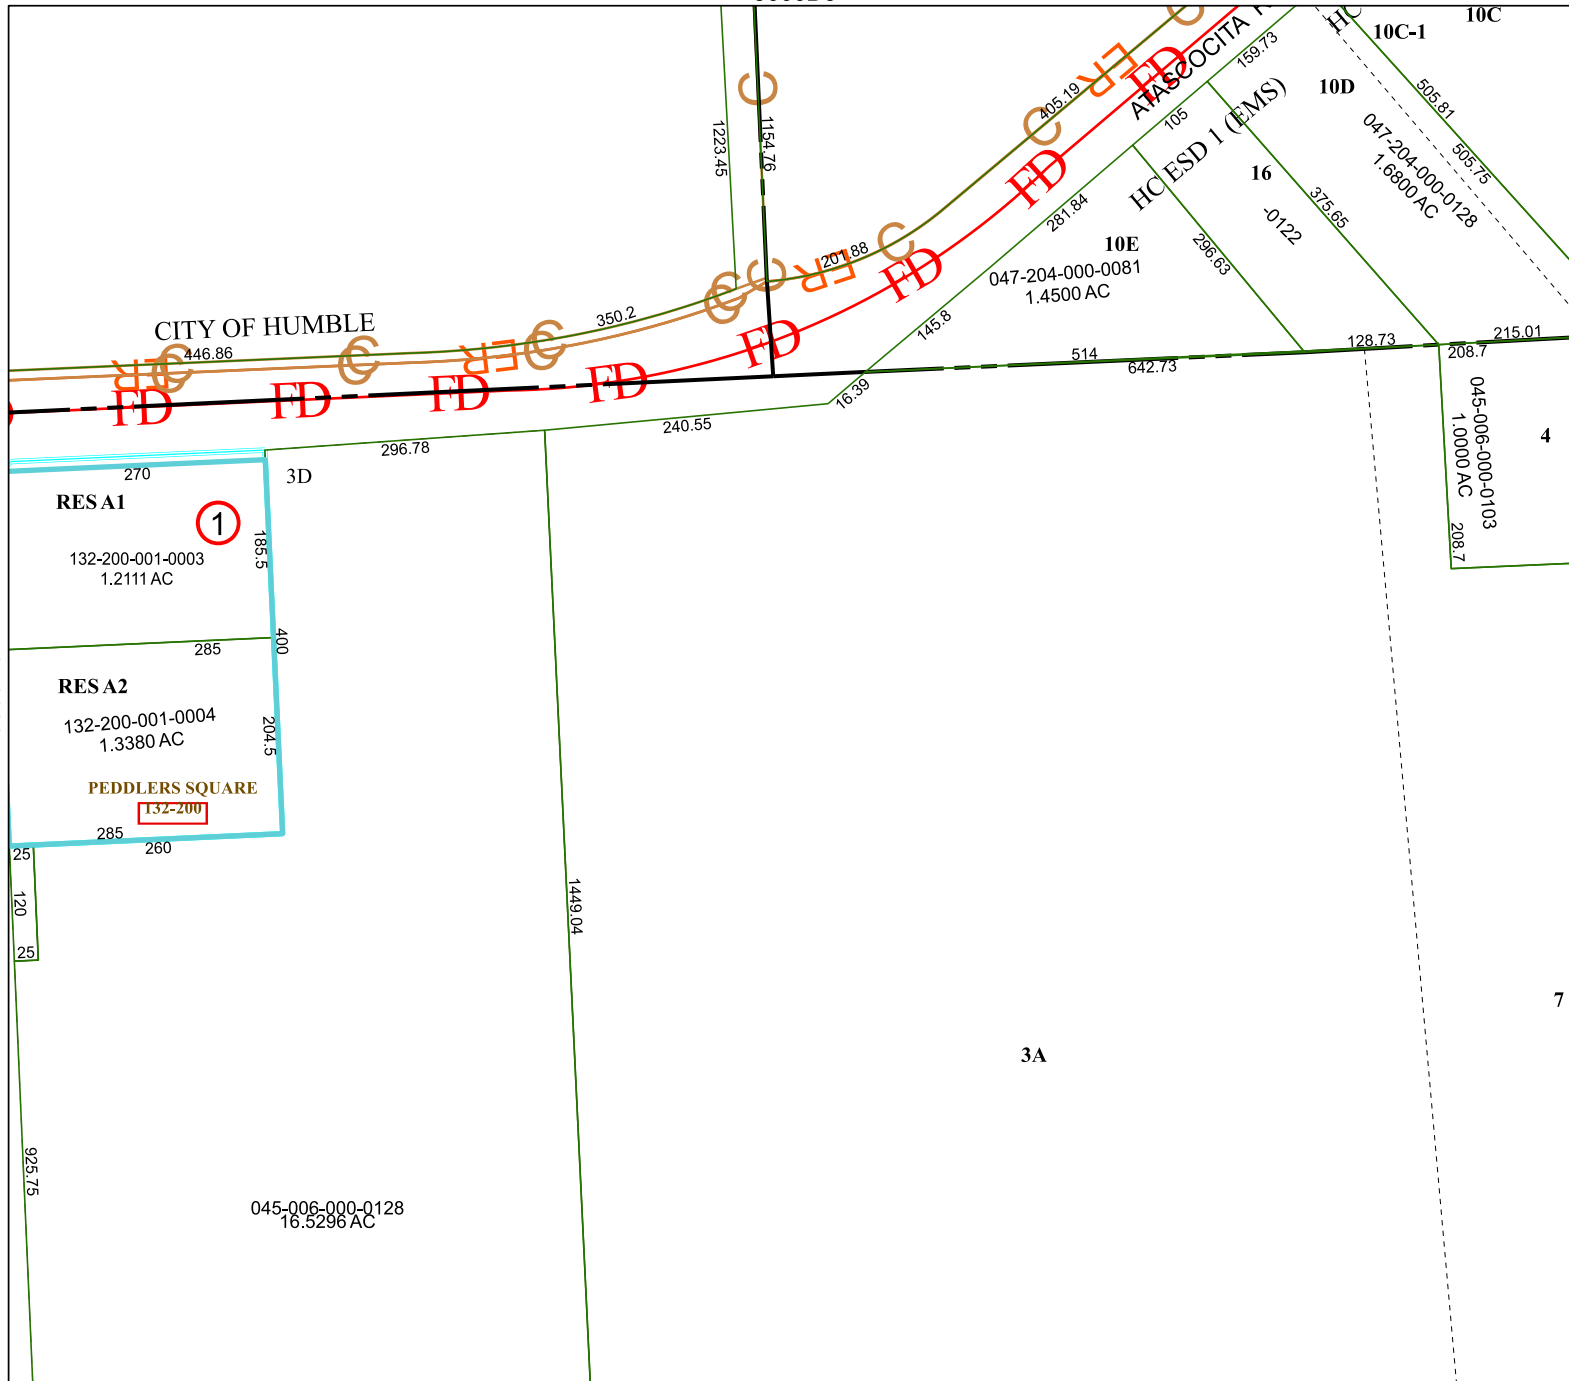 10C
HC
10C-1
ATASCOCITA
159.73
10D
505.81
ER
C
C
FD
405.19
105
HC ESD 1 (EMS)
047-204-000-0128
1.6800 AC
505.75
1223.45
1154.76
C
FD
16
-0122
375.65
281.84
10E
296.63
047-204-000-0081
1.4500 AC
201.88
C
ER
FD
C
C
C
350.2
145.8
CITY OF HUMBLE
446.86
ER
C
C
C
C
ER
C
C
FD
FD
FD
FD
FD
514
642.73
128.73
208.7
215.01
16.39
240.55
296.78
045-006-000-0103
1.0000 AC
4
208.7
270
3D
RES A1
1
185.5
132-200-001-0003
1.2111 AC
400
285
RES A2
132-200-001-0004
1.3380 AC
204.5
PEDDLERS SQUARE
132-200
285
260
25
120
25
1449.04
7
3A
925.75
045-006-000-0128
16.5296 AC